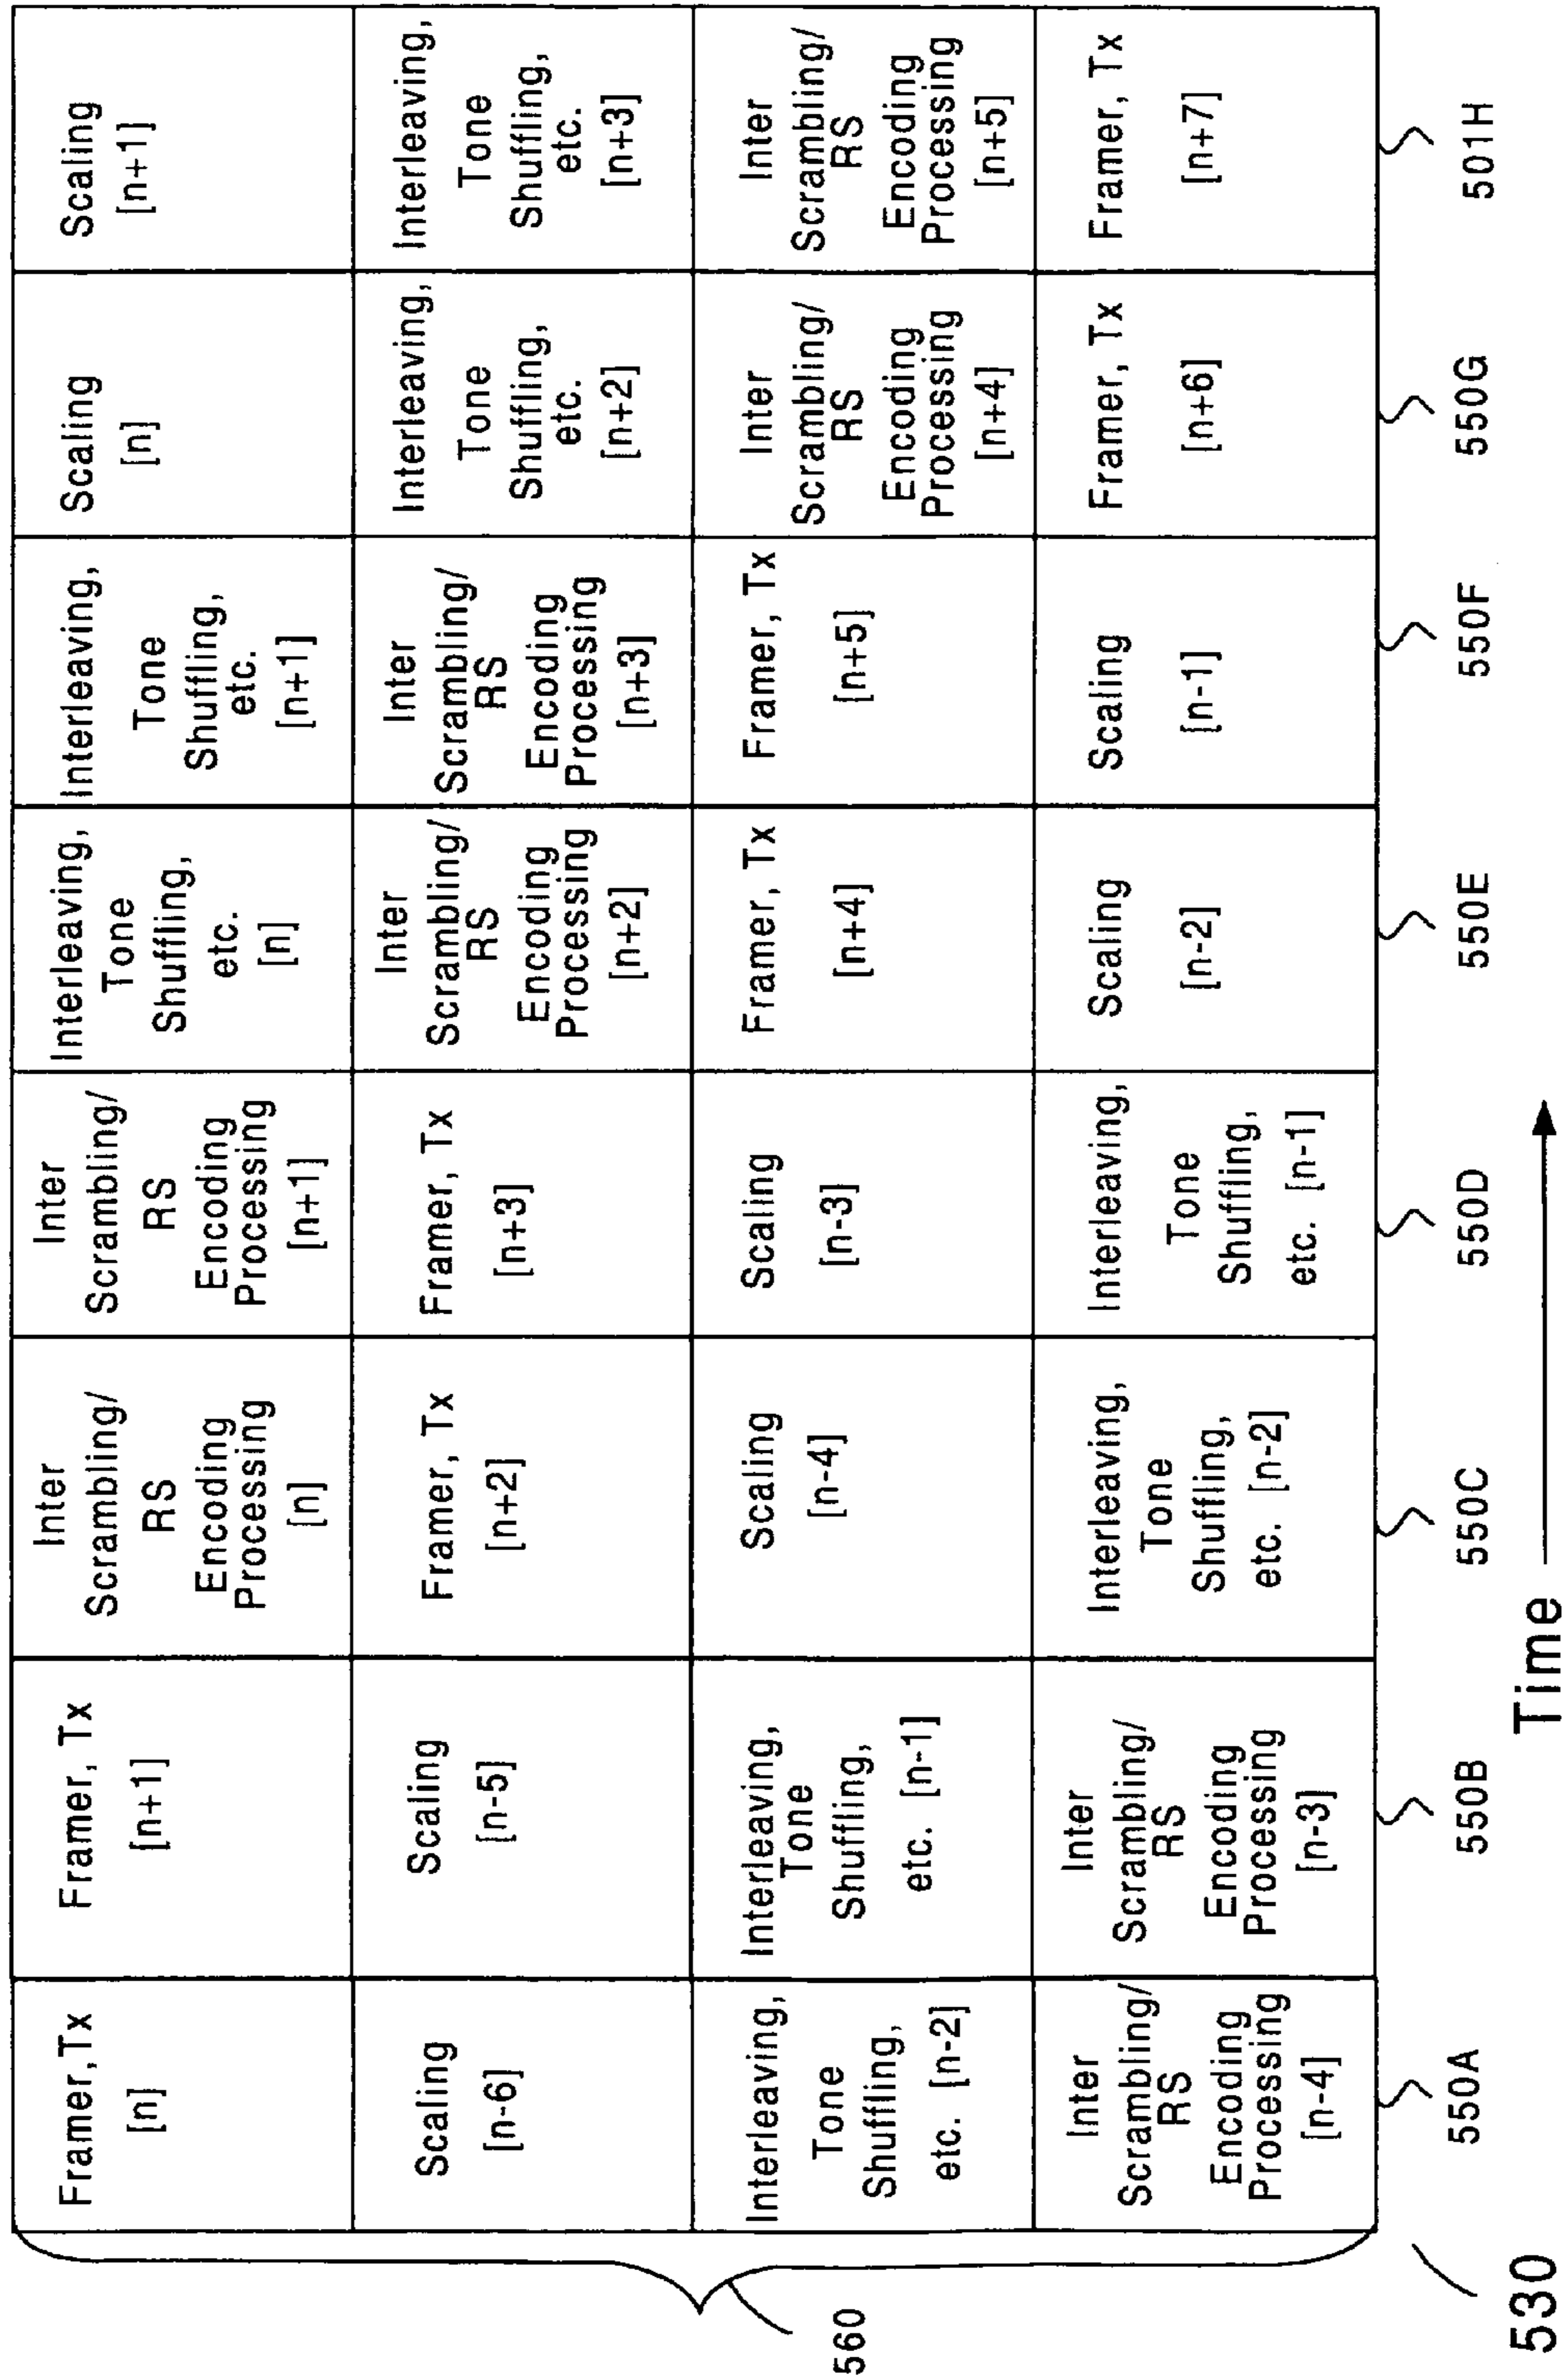 Framer,Tx
[n]
Framer, Tx
[n+1]
Inter
Scrambling/
RS
Encoding
Processing
[n]
Inter
Scrambling/
RS
Encoding
Processing
[n+1]
Interleaving,
Tone
Shuffling,
etc.
[n]
Interleaving,
Tone
Shuffling,
etc.
[n+1]
Scaling
[n]
Scaling
[n+1]
Scaling
[n-6]
Scaling
[n-5]
Framer, Tx
[n+2]
Framer, Tx
[n+3]
Inter
Scrambling/
RS
Encoding
Processing
[n+2]
Inter
Scrambling/
RS
Encoding
Processing
[n+3]
Interleaving,
Tone
Shuffling,
etc.
[n+2]
Interleaving,
Tone
Shuffling,
etc.
[n+3]
Interleaving,
Tone
Shuffling,
etc. [n-2]
Interleaving,
Tone
Shuffling,
etc. [n-1]
Scaling
[n-4]
Scaling
[n-3]
Framer, Tx
[n+4]
Framer, Tx
[n+5]
Inter
Scrambling/
RS
Encoding
Processing
[n+4]
Inter
Scrambling/
RS
Encoding
Processing
[n+5]
Inter
Scrambling/
RS
Encoding
Processing
[n-4]
Inter
Scrambling/
RS
Encoding
Processing
[n-3]
Interleaving,
Tone
Shuffling,
etc. [n-2]
Interleaving,
Tone
Shuffling,
etc. [n-1]
Scaling
[n-2]
Scaling
[n-1]
Framer, Tx
[n+6]
Framer, Tx
[n+7]
560
550A
550B
550C
550D
550E
550F
550G
501H
Time
530